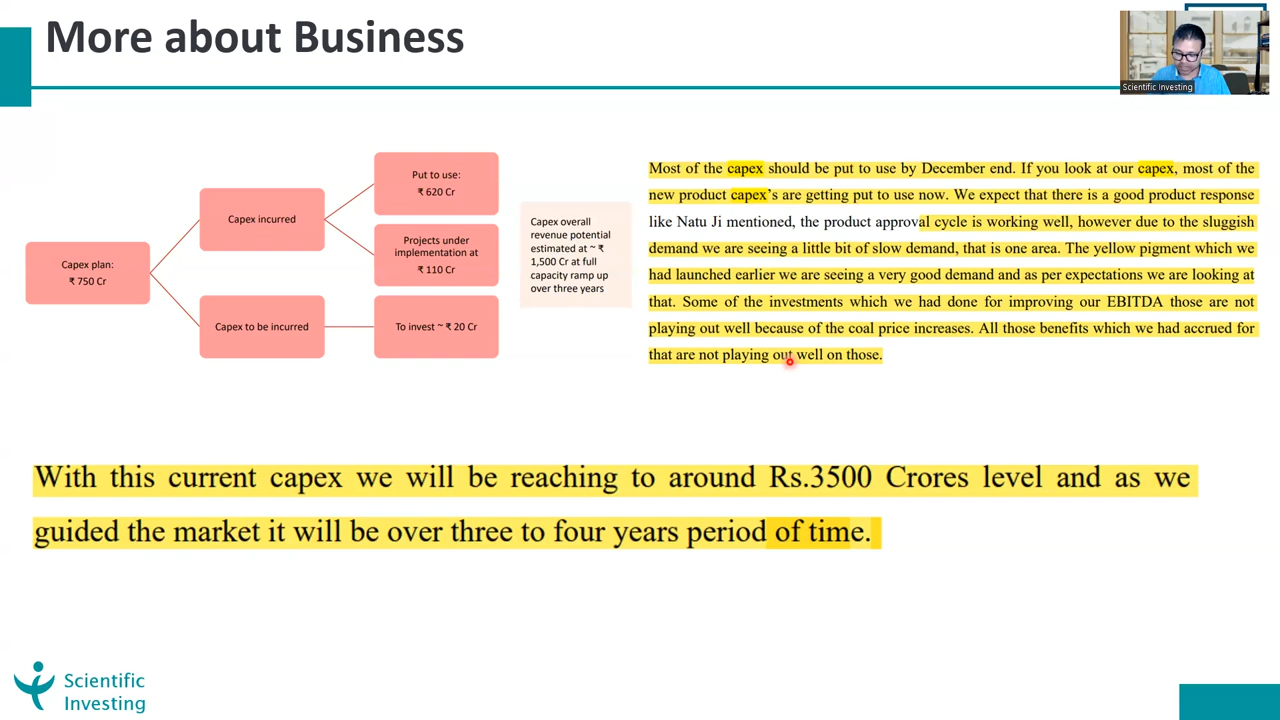 More about Business
Scientific Investing
Capex plan:
₹ 750 Cr
Capex incurred
Capex to be incurred
Put to use:
₹ 620 Cr
Projects under
implementation at
₹ 110 Cr
To invest ~ ₹ 20 Cr
Capex overall
revenue potential
estimated at ~ ₹
1,500 Cr at full
capacity ramp up
over three years
Most of the capex should be put to use by December end. If you look at our capex, most of the
new product capex's are getting put to use now. We expect that there is a good product response
like Natu Ji mentioned, the product approval cycle is working well, however due to the sluggish
demand we are seeing a little bit of slow demand, that is one area. The yellow pigment which we
had launched earlier we are seeing a very good demand and as per expectations we are looking at
that. Some of the investments which we had done for improving our EBITDA those are not
playing out well because of the coal price increases. All those benefits which we had accrued for
that are not playing out well on those.
With this current capex we will be reaching to around Rs.3500 Crores level and as we
guided the market it will be over three to four years period of time.
Scientific
Investing